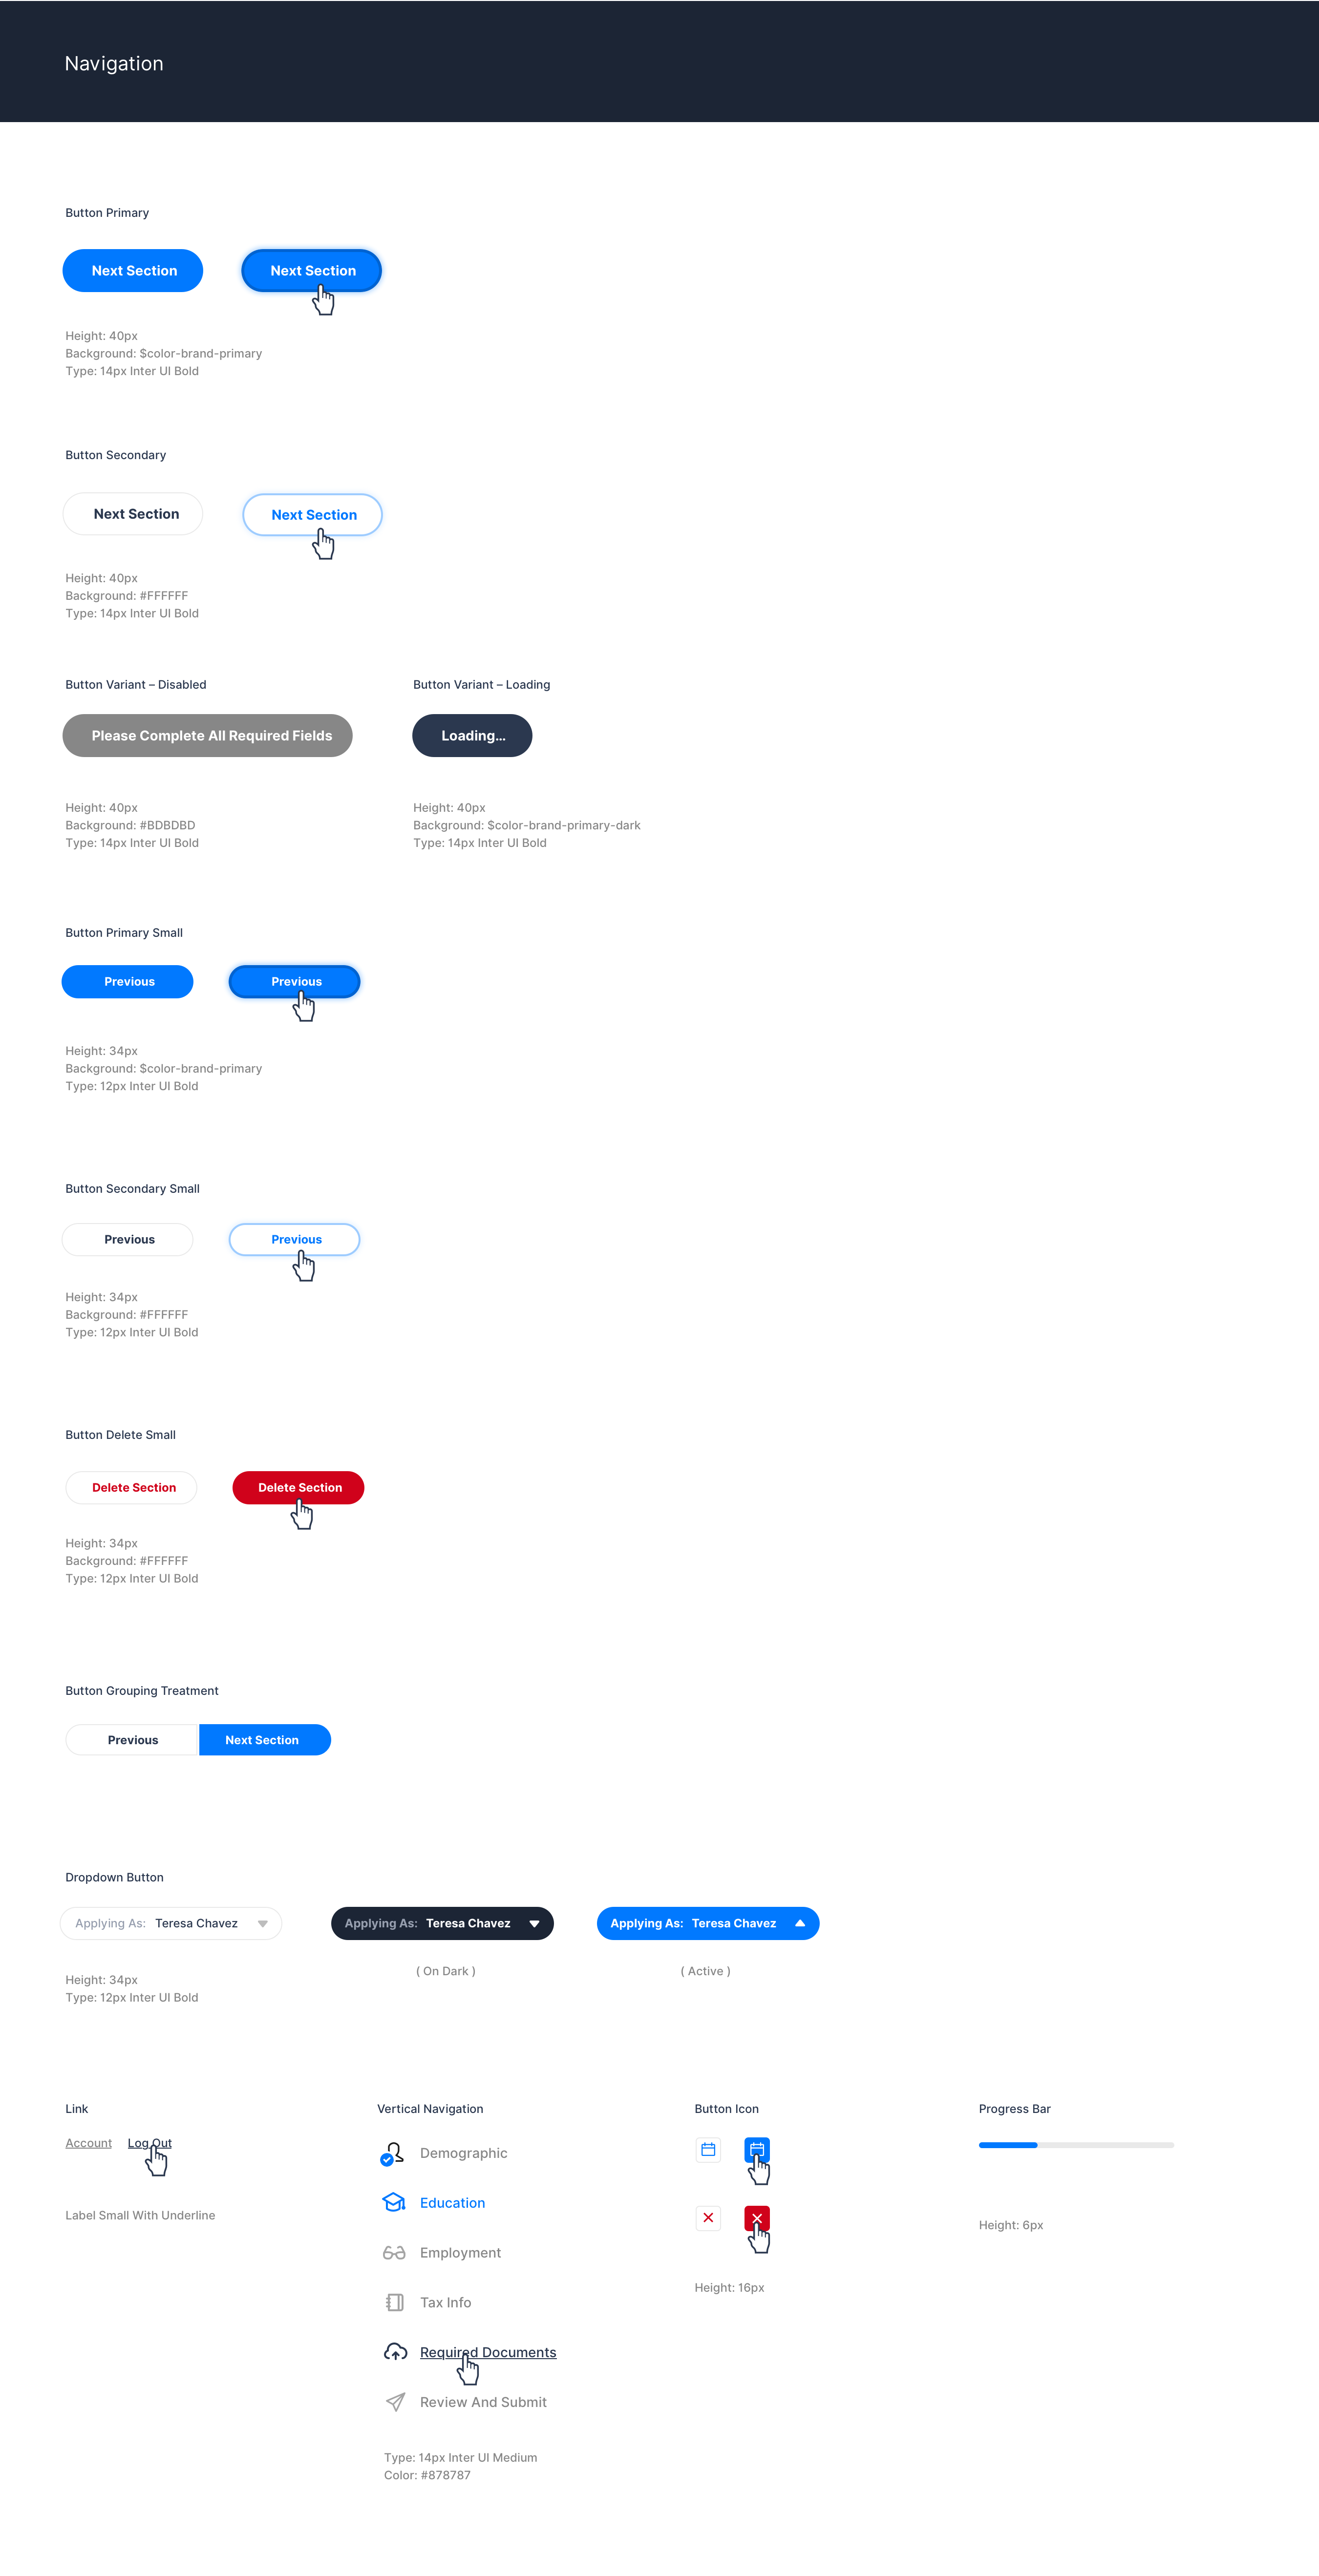 Navigation
Button Primary
Next Section
Next Section
Height: 40px
Background: $color-brand-primary
Type: 14px Inter UI Bold
Button Secondary
Next Section
Next Section
Height: 40px
Background: #FFFFFF
Type: 14px Inter UI Bold
Button Variant – Disabled
Please Complete All Required Fields
Height: 40px
Background: #BDBDBD
Type: 14px Inter UI Bold
Button Variant – Loading
Loading...
Height: 40px
Background: $color-brand-primary-dark
Type: 14px Inter UI Bold
Button Primary Small
Previous
Previous
Height: 34px
Background: $color-brand-primary
Type: 12px Inter UI Bold
Button Secondary Small
Previous
Previous
Height: 34px
Background: #FFFFFF
Type: 12px Inter UI Bold
Button Delete Small
Delete Section
Delete Section
Height: 34px
Background: #FFFFFF
Type: 12px Inter UI Bold
Button Grouping Treatment
Previous
Next Section
Dropdown Button
Applying As: Teresa Chavez
Applying As: Teresa Chavez
Applying As: Teresa Chavez
( On Dark )
( Active )
Height: 34px
Type: 12px Inter UI Bold
Link
Account
Log Out
Label Small With Underline
Vertical Navigation
Demographic
Education
Employment
Tax Info
Required Documents
Review And Submit
Type: 14px Inter UI Medium
Color: #878787
Button Icon
Height: 16px
Progress Bar
Height: 6px